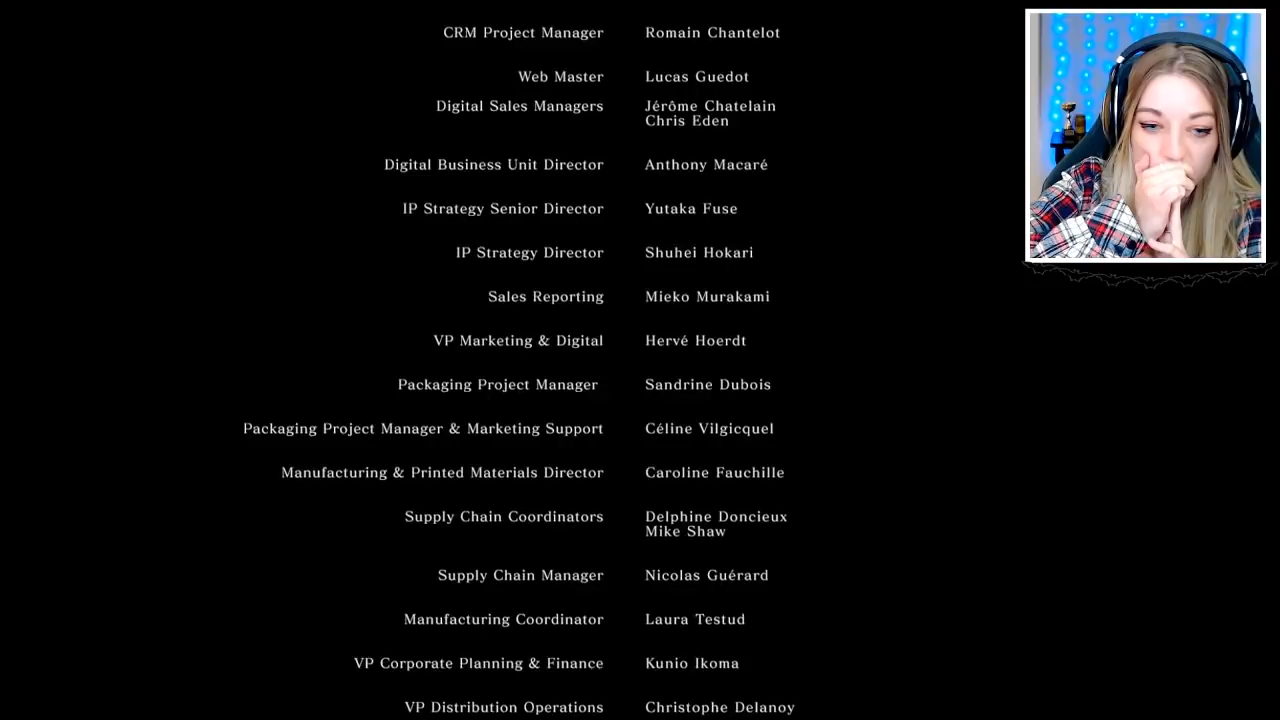 CRM Project Manager Romain Chantelot
Web Master Lucas Guedot
Digital Sales Managers Jérôme Chatelain
Chris Eden
Digital Business Unit Director Anthony Macaré
IP Strategy Senior Director Yutaka Fuse
IP Strategy Director Shuhei Hokari
Sales Reporting Mieko Murakami
VP Marketing & Digital Hervé Hoerdt
Packaging Project Manager Sandrine Dubois
Packaging Project Manager & Marketing Support Céline Vilgicquel
Manufacturing & Printed Materials Director Caroline Fauchille
Supply Chain Coordinators Delphine Doncieux
Mike Shaw
Supply Chain Manager Nicolas Guérard
Manufacturing Coordinator Laura Testud
VP Corporate Planning & Finance Kunio Ikoma
VP Distribution Operations Christophe Delanoy